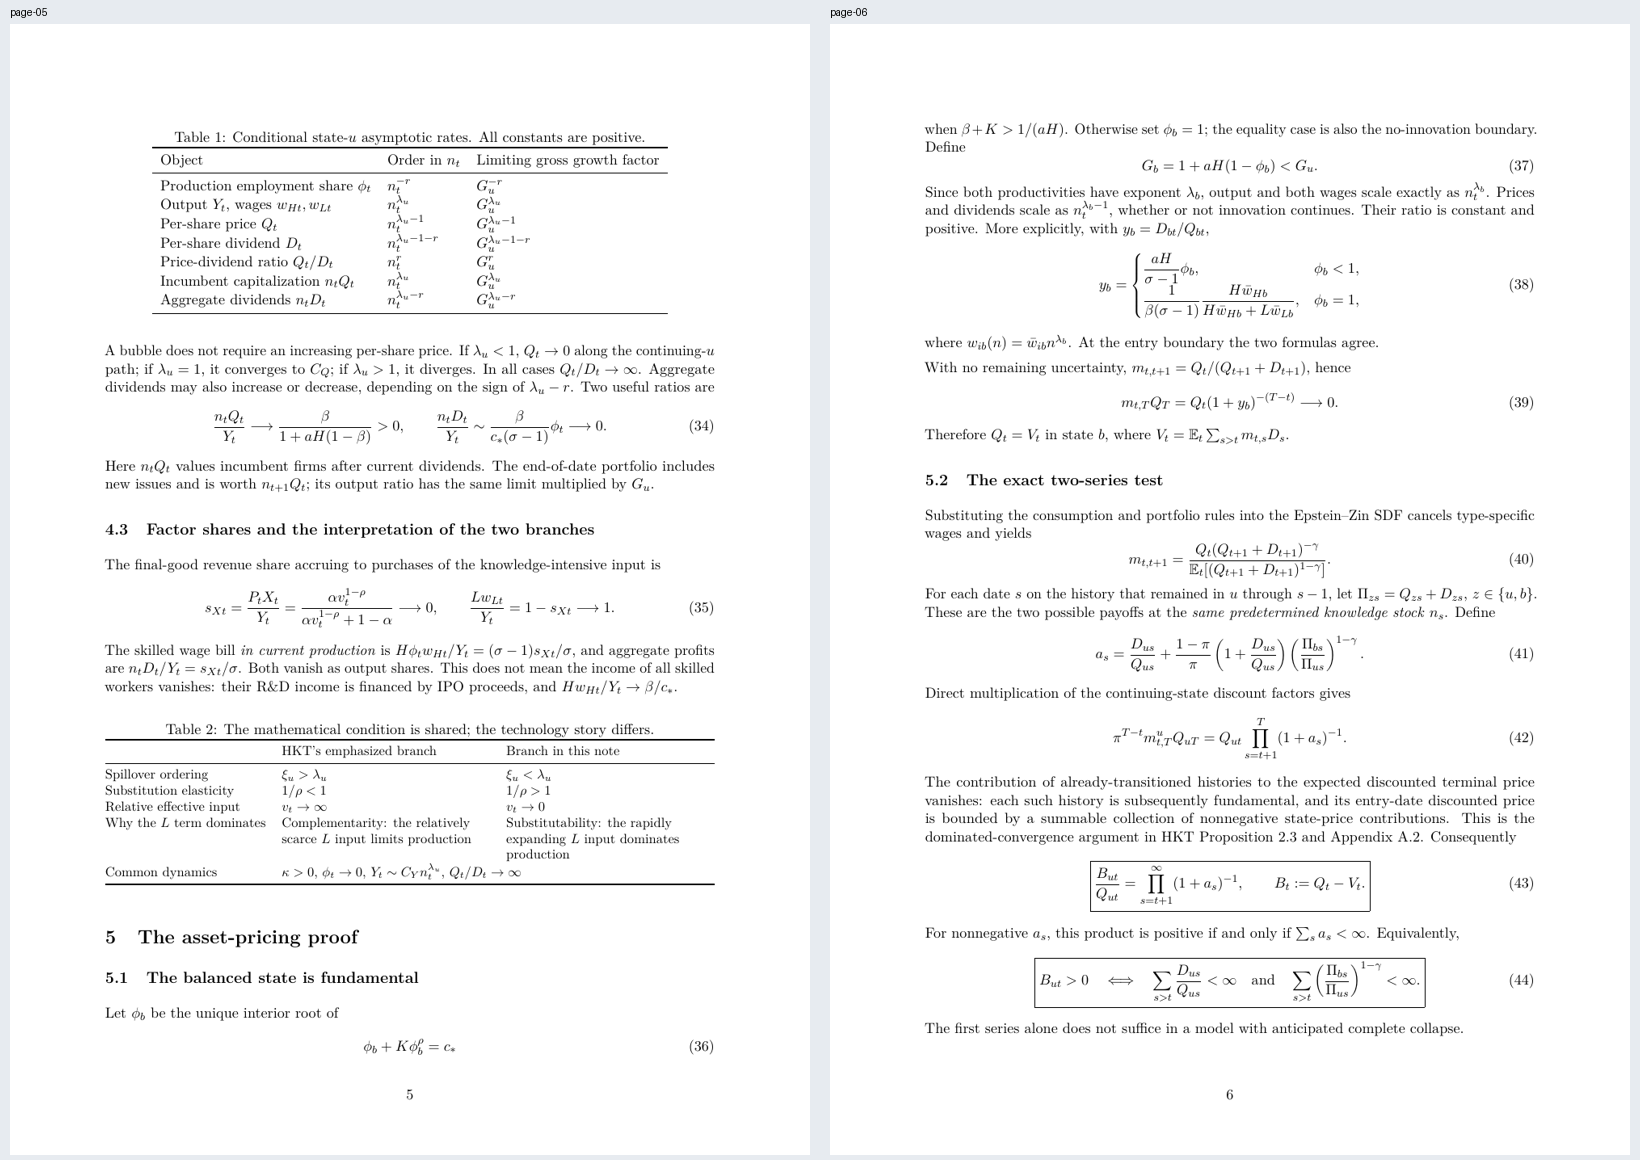 page-05
Table 1: Conditional state-u asymptotic rates. All constants are positive.
Object Order in n_t Limiting gross growth factor
Production employment share ϕ_t n_t^{−r} G_u^{−r}
Output Y_t, wages w_{Ht}, w_{Lt} n_t^{λ_u} G_u^{λ_u}
Per-share price Q_t n_t^{λ_u−1} G_u^{λ_u−1}
Per-share dividend D_t n_t^{λ_u−1−r} G_u^{λ_u−1−r}
Price-dividend ratio Q_t/D_t n_t^r G_u^r
Incumbent capitalization n_tQ_t n_t^{λ_u} G_u^{λ_u}
Aggregate dividends n_tD_t n_t^{λ_u−r} G_u^{λ_u−r}
A bubble does not require an increasing per-share price. If λ_u < 1, Q_t → 0 along the continuing-u
path; if λ_u = 1, it converges to C_Q; if λ_u > 1, it diverges. In all cases Q_t/D_t → ∞. Aggregate
dividends may also increase or decrease, depending on the sign of λ_u − r. Two useful ratios are
n_tQ_t/Y_t ⟶ β/(1 + aH(1 − β)) > 0, n_tD_t/Y_t ∼ β/(c_*(σ − 1)) ϕ_t ⟶ 0. (34)
Here n_tQ_t values incumbent firms after current dividends. The end-of-date portfolio includes
new issues and is worth n_{t+1}Q_t; its output ratio has the same limit multiplied by G_u.
4.3 Factor shares and the interpretation of the two branches
The final-good revenue share accruing to purchases of the knowledge-intensive input is
s_{Xt} = P_tX_t/Y_t = αv_t^{1−ρ}/(αv_t^{1−ρ} + 1 − α) ⟶ 0, Lw_{Lt}/Y_t = 1 − s_{Xt} ⟶ 1. (35)
The skilled wage bill in current production is Hϕ_tw_{Ht}/Y_t = (σ − 1)s_{Xt}/σ, and aggregate profits
are n_tD_t/Y_t = s_{Xt}/σ. Both vanish as output shares. This does not mean the income of all skilled
workers vanishes: their R&D income is financed by IPO proceeds, and Hw_{Ht}/Y_t → β/c_*.
Table 2: The mathematical condition is shared; the technology story differs.
HKT's emphasized branch Branch in this note
Spillover ordering ξ_u > λ_u ξ_u < λ_u
Substitution elasticity 1/ρ < 1 1/ρ > 1
Relative effective input v_t → ∞ v_t → 0
Why the L term dominates Complementarity: the relatively Substitutability: the rapidly
scarce L input limits production expanding L input dominates
production
Common dynamics κ > 0, ϕ_t → 0, Y_t ∼ C_Y n_t^{λ_u}, Q_t/D_t → ∞
5 The asset-pricing proof
5.1 The balanced state is fundamental
Let ϕ_b be the unique interior root of
ϕ_b + Kϕ_b^ρ = c_* (36)
5
page-06
when β + K > 1/(aH). Otherwise set ϕ_b = 1; the equality case is also the no-innovation boundary.
Define
G_b = 1 + aH(1 − ϕ_b) < G_u. (37)
Since both productivities have exponent λ_b, output and both wages scale exactly as n_t^{λ_b}. Prices
and dividends scale as n_t^{λ_b−1}, whether or not innovation continues. Their ratio is constant and
positive. More explicitly, with y_b = D_{bt}/Q_{bt},
y_b = { aH/(σ − 1) ϕ_b, ϕ_b < 1,
1/(β(σ − 1)) Hw̄_{Hb}/(Hw̄_{Hb} + Lw̄_{Lb}), ϕ_b = 1, (38)
where w_{ib}(n) = w̄_{ib}n^{λ_b}. At the entry boundary the two formulas agree.
With no remaining uncertainty, m_{t,t+1} = Q_t/(Q_{t+1} + D_{t+1}), hence
m_{t,T}Q_T = Q_t(1 + y_b)^{−(T−t)} ⟶ 0. (39)
Therefore Q_t = V_t in state b, where V_t = 𝔼_t ∑_{s>t} m_{t,s}D_s.
5.2 The exact two-series test
Substituting the consumption and portfolio rules into the Epstein–Zin SDF cancels type-specific
wages and yields
m_{t,t+1} = Q_t(Q_{t+1} + D_{t+1})^{−γ}/𝔼_t[(Q_{t+1} + D_{t+1})^{1−γ}]. (40)
For each date s on the history that remained in u through s − 1, let Π_{zs} = Q_{zs} + D_{zs}, z ∈ {u, b}.
These are the two possible payoffs at the same predetermined knowledge stock n_s. Define
a_s = D_{us}/Q_{us} + (1 − π)/π (1 + D_{us}/Q_{us}) (Π_{bs}/Π_{us})^{1−γ}. (41)
Direct multiplication of the continuing-state discount factors gives
π^{T−t}m^u_{t,T}Q_{uT} = Q_{ut} ∏_{s=t+1}^{T} (1 + a_s)^{−1}. (42)
The contribution of already-transitioned histories to the expected discounted terminal price
vanishes: each such history is subsequently fundamental, and its entry-date discounted price
is bounded by a summable collection of nonnegative state-price contributions. This is the
dominated-convergence argument in HKT Proposition 2.3 and Appendix A.2. Consequently
B_{ut}/Q_{ut} = ∏_{s=t+1}^{∞} (1 + a_s)^{−1}, B_t := Q_t − V_t. (43)
For nonnegative a_s, this product is positive if and only if ∑_s a_s < ∞. Equivalently,
B_{ut} > 0 ⟺ ∑_{s>t} D_{us}/Q_{us} < ∞ and ∑_{s>t} (Π_{bs}/Π_{us})^{1−γ} < ∞. (44)
The first series alone does not suffice in a model with anticipated complete collapse.
6